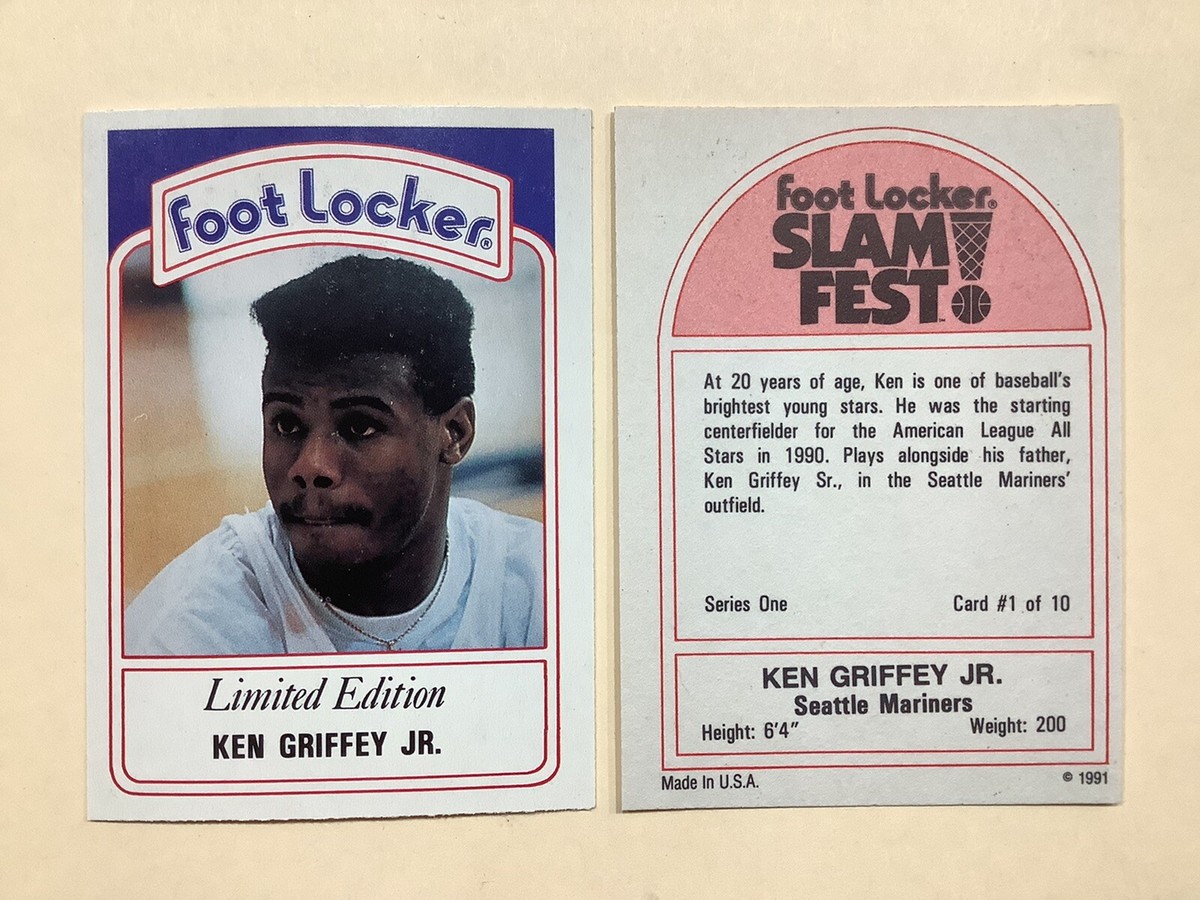 foot Locker®
Limited Edition
KEN GRIFFEY JR.
foot Locker®
SLAM
FEST!™
At 20 years of age, Ken is one of baseball's
brightest young stars. He was the starting
centerfielder for the American League All
Stars in 1990. Plays alongside his father,
Ken Griffey Sr., in the Seattle Mariners'
outfield.
Series One Card #1 of 10
KEN GRIFFEY JR.
Seattle Mariners
Height: 6'4" Weight: 200
Made In U.S.A. © 1991